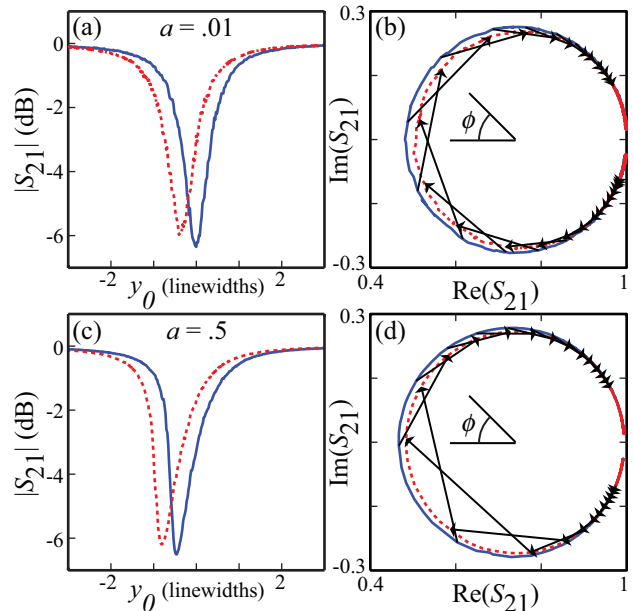 (a) a = .01
0
-2
-4
-6
|S21| (dB)
-2 0 2
y0 (linewidths)
(b)
0.3
-0.3
Im(S21)
ϕ
0.4 1
Re(S21)
(c) a = .5
0
-2
-4
-6
|S21| (dB)
-2 0 2
y0 (linewidths)
(d)
0.3
-0.3
Im(S21)
ϕ
0.4 1
Re(S21)